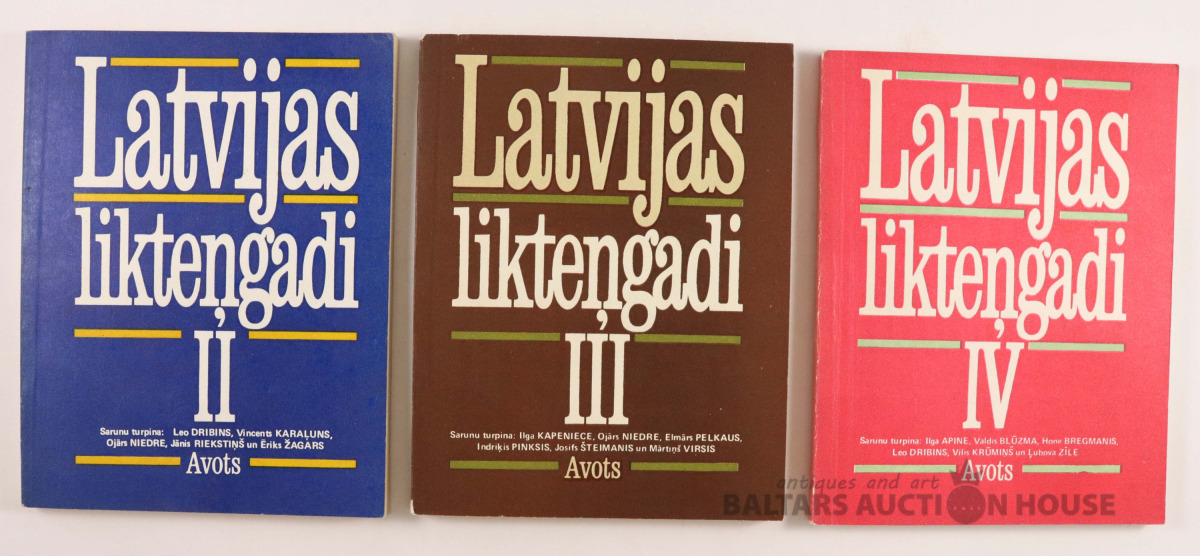 Latvijas
likteņgadi
II
Sarunu turpina: Leo DRIBINS, Vincents KARAĻUNS,
Ojārs NIEDRE, Jānis RIEKSTIŅŠ un Ēriks ŽAGARS
Avots
Latvijas
likteņgadi
III
Sarunu turpina: Ilga KAPENIECE, Ojārs NIEDRE, Elmārs PELKAUS,
Indriķis PINKSIS, Josifs ŠTEIMANIS un Mārtiņš VIRSIS
Avots
Latvijas
likteņgadi
IV
Sarunu turpina: Ilga APINE, Valdis BLŪZMA, Hone BREGMANIS,
Leo DRIBINS, Vilis KRŪMIŅŠ un Ļubova ZĪLE
Avots
antiques and art
BALTARS AUCTION HOUSE